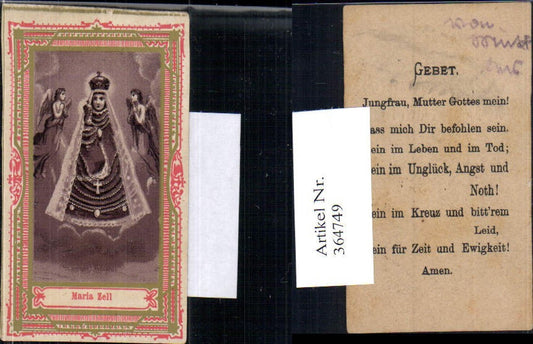 Maria Zell
Artikel Nr.
364749
von
GEBET.
Jungfrau, Mutter Gottes mein!
ass mich Dir befohlen sein.
ein im Leben und im Tod;
ein im Unglück, Angst und
Noth!
ein im Kreuz und bitt'rem
Leid,
ein für Zeit und Ewigkeit!
Amen.